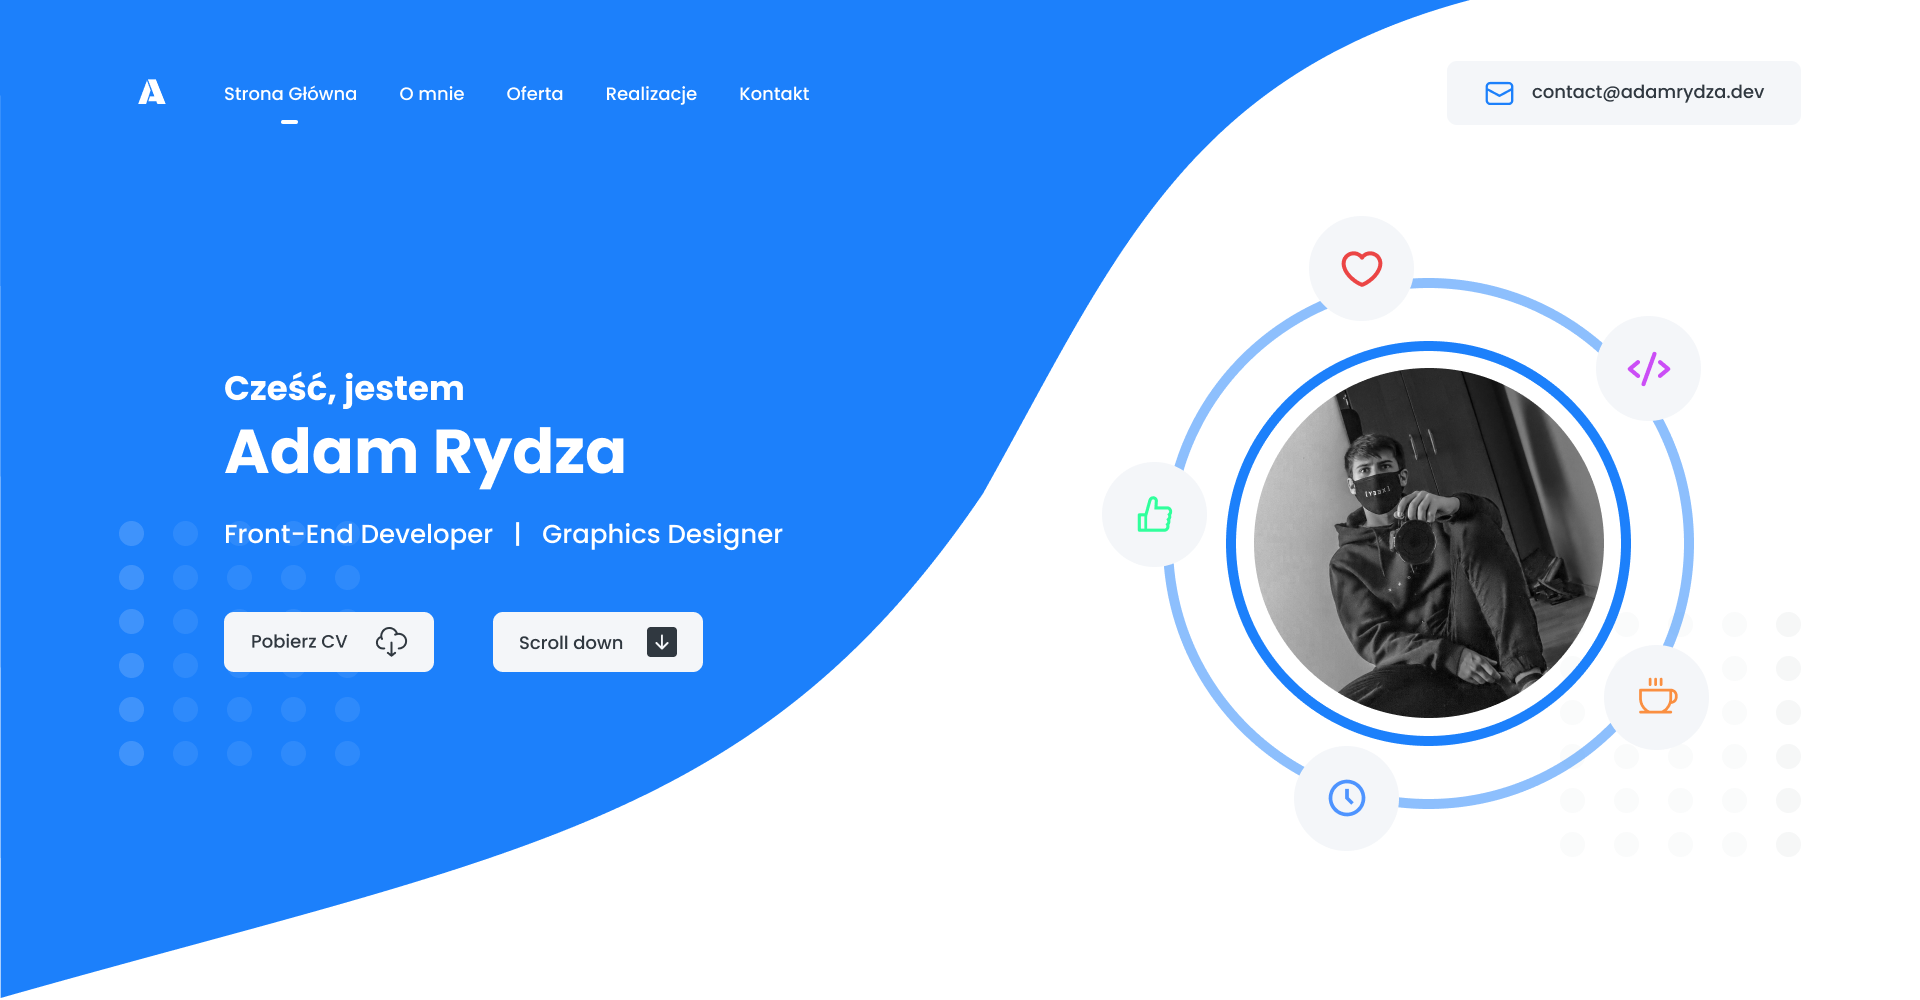 A
Strona Główna
O mnie
Oferta
Realizacje
Kontakt
contact@adamrydza.dev
Cześć, jestem
Adam Rydza
Front-End Developer | Graphics Designer
Pobierz CV
Scroll down